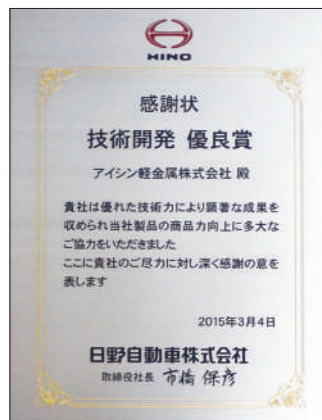 HINO
感謝状
技術開発 優良賞
アイシン軽金属株式会社 殿
貴社は優れた技術力により顕著な成果を
収められ当社製品の商品力向上に多大な
ご協力をいただきました
ここに貴社のご尽力に対し深く感謝の意を
表します
2015年3月4日
日野自動車株式会社
取締役社長 市橋 保彦